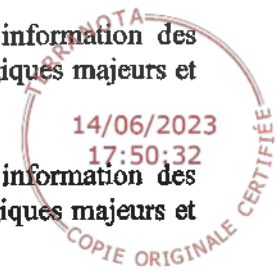 information des
iques majeurs et
TERRANOTA
14/06/2023
17:50:32
information des
iques majeurs et
COPIE ORIGINALE CERTIFIÉE